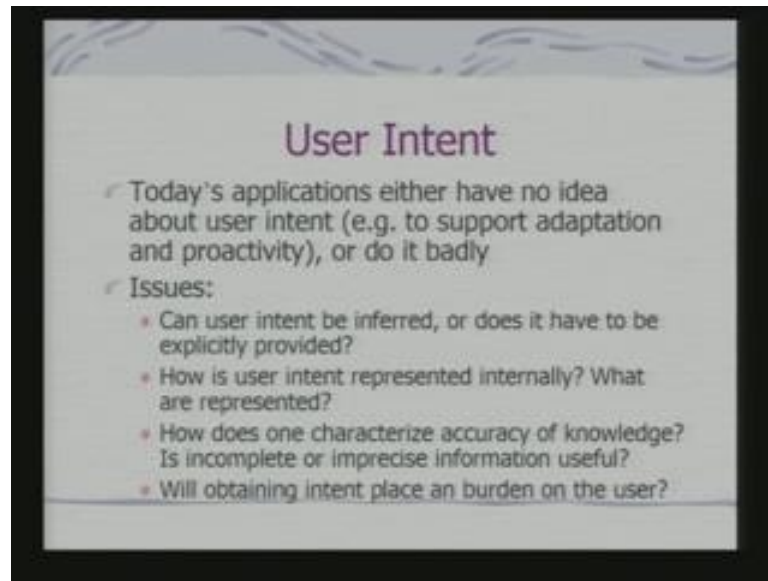 User Intent
Today's applications either have no idea
about user intent (e.g. to support adaptation
and proactivity), or do it badly
Issues:
Can user intent be inferred, or does it have to be
explicitly provided?
How is user intent represented internally? What
are represented?
How does one characterize accuracy of knowledge?
Is incomplete or imprecise information useful?
Will obtaining intent place an burden on the user?